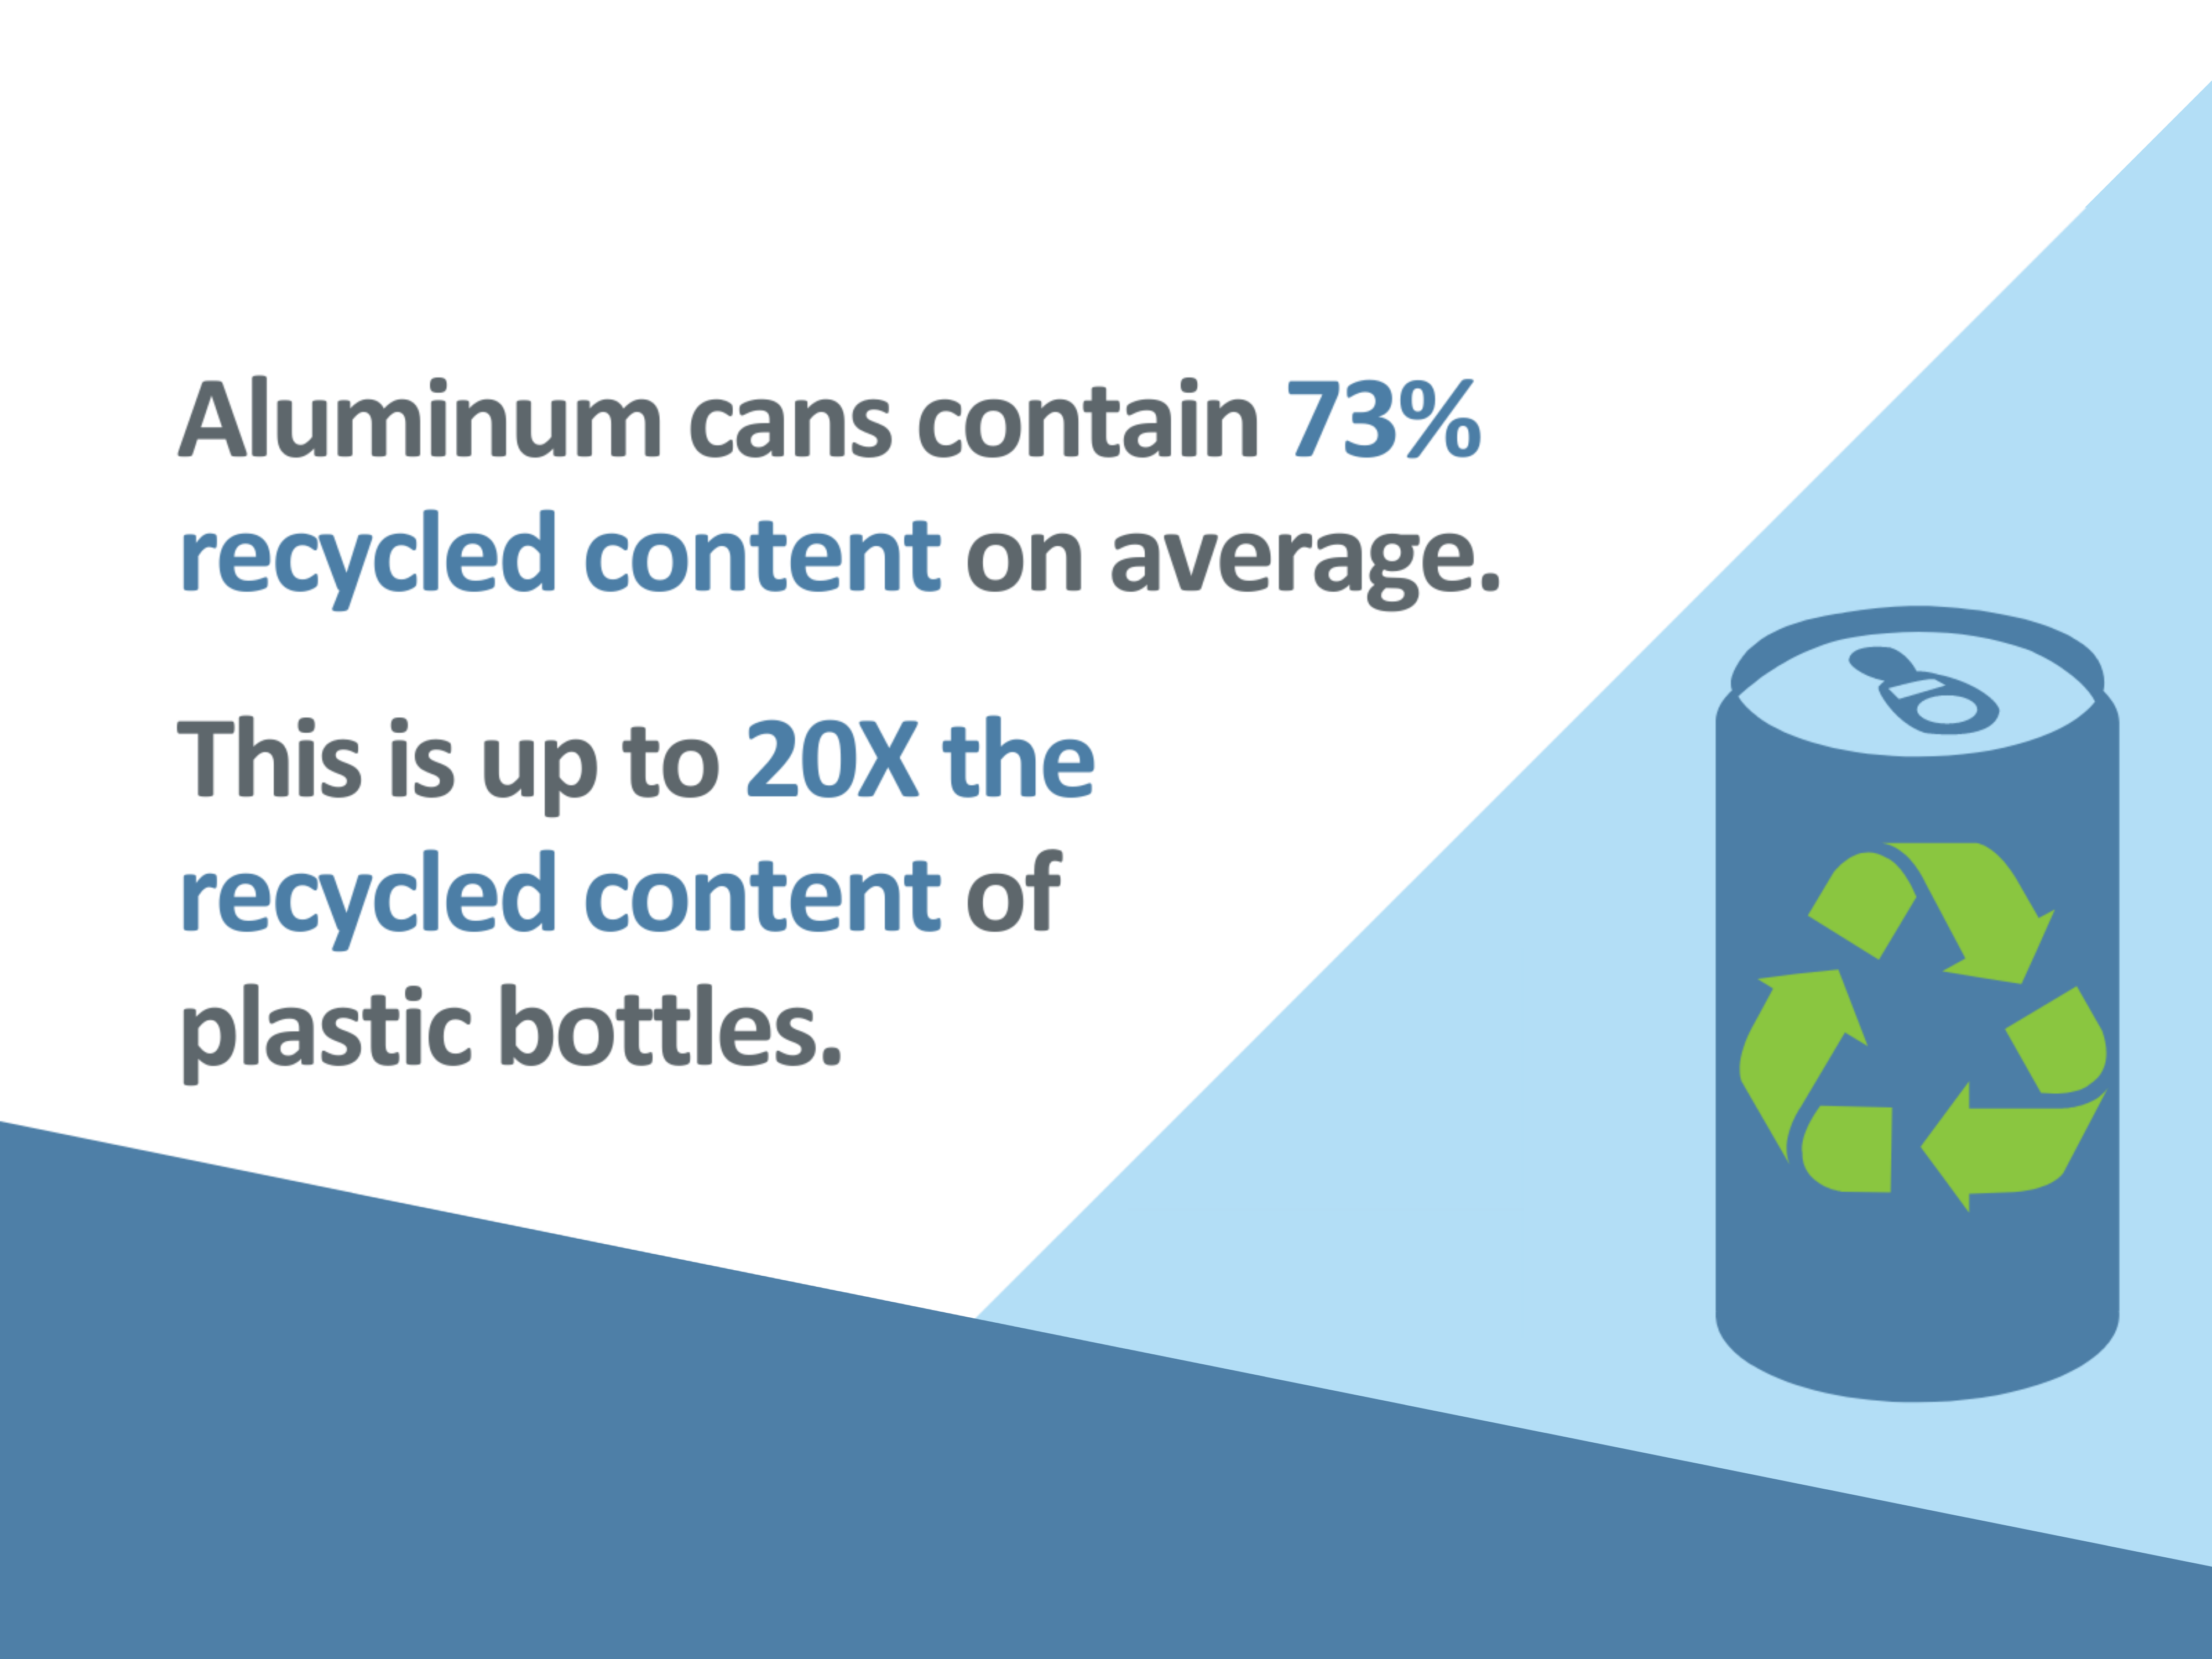 Aluminum cans contain 73%
recycled content on average.
This is up to 20X the
recycled content of
plastic bottles.